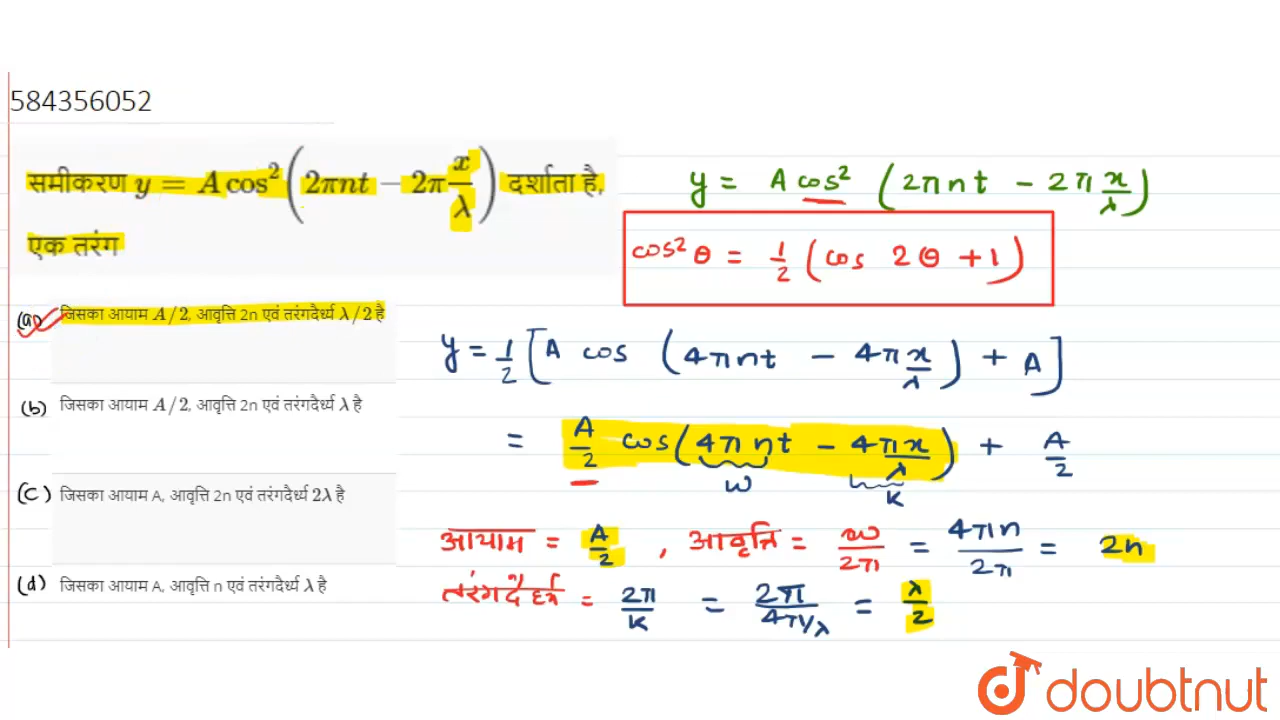 584356052
समीकरण y = A cos²(2πnt − 2π x/λ) दर्शाता है,
एक तरंग
(a) जिसका आयाम A/2, आवृत्ति 2n एवं तरंगदैर्ध्य λ/2 है
(b) जिसका आयाम A/2, आवृत्ति 2n एवं तरंगदैर्ध्य λ है
(C) जिसका आयाम A, आवृत्ति 2n एवं तरंगदैर्ध्य 2λ है
(d) जिसका आयाम A, आवृत्ति n एवं तरंगदैर्ध्य λ है
y = A cos² (2πnt − 2π x/λ)
cos²θ = 1/2 (cos 2θ + 1)
y = 1/2 [A cos (4πnt − 4π x/λ) + A]
= A/2 cos(4πnt − 4πx/λ) + A/2
w K
आयाम = A/2 , आवृत्ति = w/2π = 4πn/2π = 2n
तरंगदैर्ध्य = 2π/K = 2π/4π/λ = λ/2
doubtnut